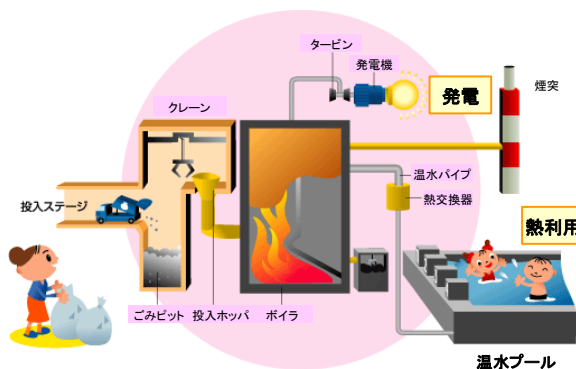 タービン
発電機
発電
煙突
クレーン
温水パイプ
熱交換器
投入ステージ
熱利用
ごみピット
投入ホッパ
ボイラ
温水プール